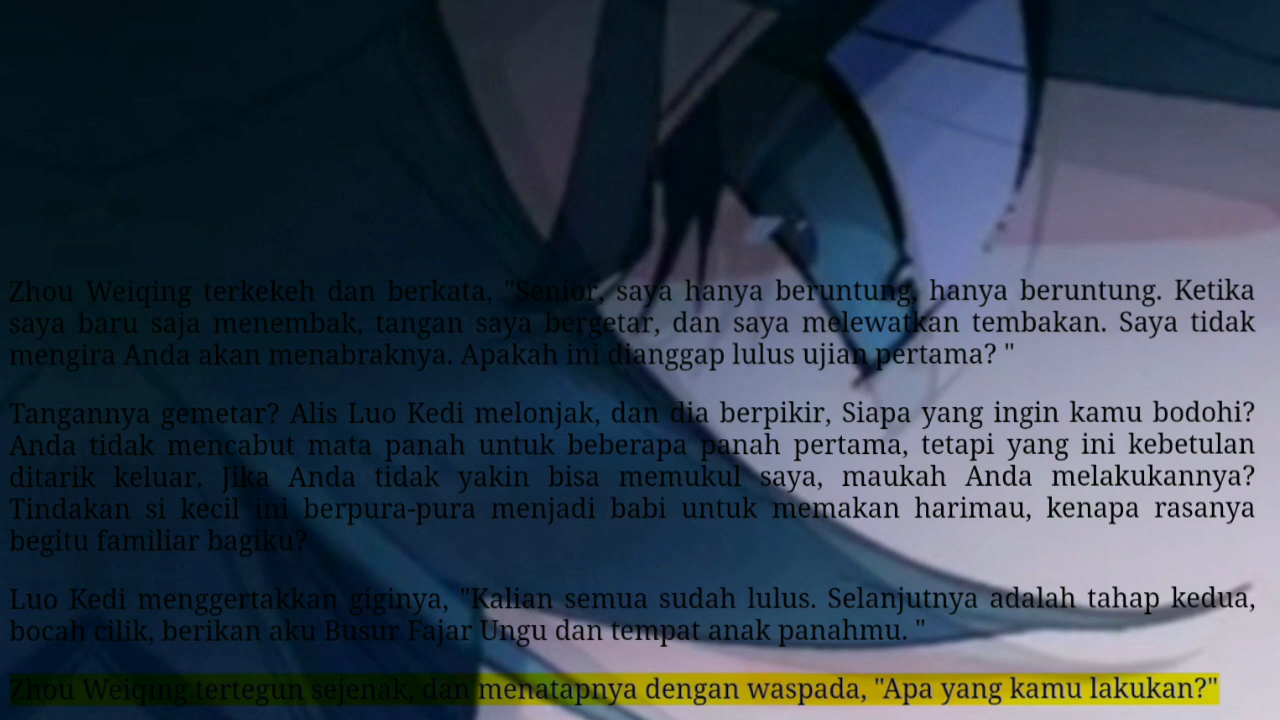 Zhou Weiqing terkekeh dan berkata, "Senior, saya hanya beruntung, hanya beruntung. Ketika
saya baru saja menembak, tangan saya bergetar, dan saya melewatkan tembakan. Saya tidak
mengira Anda akan menabraknya. Apakah ini dianggap lulus ujian pertama? "
Tangannya gemetar? Alis Luo Kedi melonjak, dan dia berpikir, Siapa yang ingin kamu bodohi?
Anda tidak mencabut mata panah untuk beberapa panah pertama, tetapi yang ini kebetulan
ditarik keluar. Jika Anda tidak yakin bisa memukul saya, maukah Anda melakukannya?
Tindakan si kecil ini berpura-pura menjadi babi untuk memakan harimau, kenapa rasanya
begitu familiar bagiku?
Luo Kedi menggertakkan giginya, "Kalian semua sudah lulus. Selanjutnya adalah tahap kedua,
bocah cilik, berikan aku Busur Fajar Ungu dan tempat anak panahmu. "
Zhou Weiqing tertegun sejenak, dan menatapnya dengan waspada, "Apa yang kamu lakukan?"